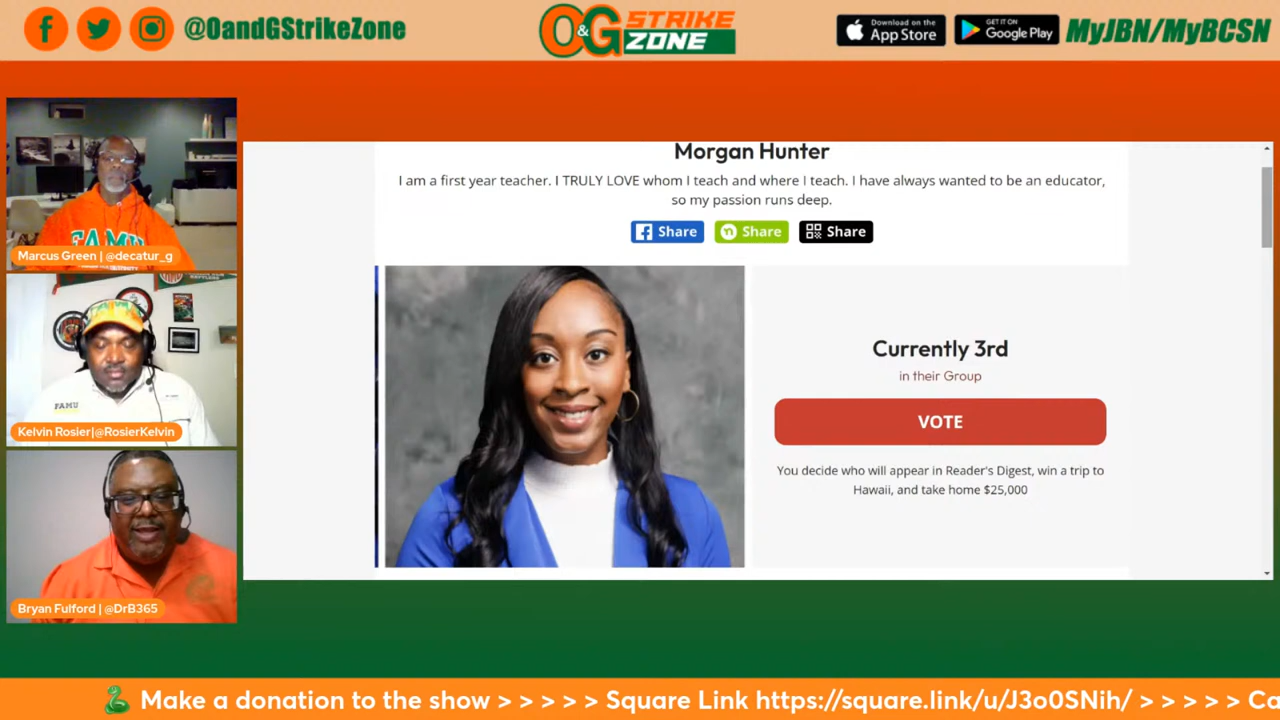 @OandGStrikeZone
O&G STRIKE
ZONE
Download on the
App Store
GET IT ON
Google Play
MyJBN/MyBCSN
FAMU
Marcus Green | @decatur_g
FAMU
Kelvin Rosier|@RosierKelvin
Bryan Fulford | @DrB365
Morgan Hunter
I am a first year teacher. I TRULY LOVE whom I teach and where I teach. I have always wanted to be an educator,
so my passion runs deep.
Share
Share
Share
Currently 3rd
in their Group
VOTE
You decide who will appear in Reader's Digest, win a trip to
Hawaii, and take home $25,000
Make a donation to the show > > > > > Square Link https://square.link/u/J3o0SNih/ > > > > > Ca